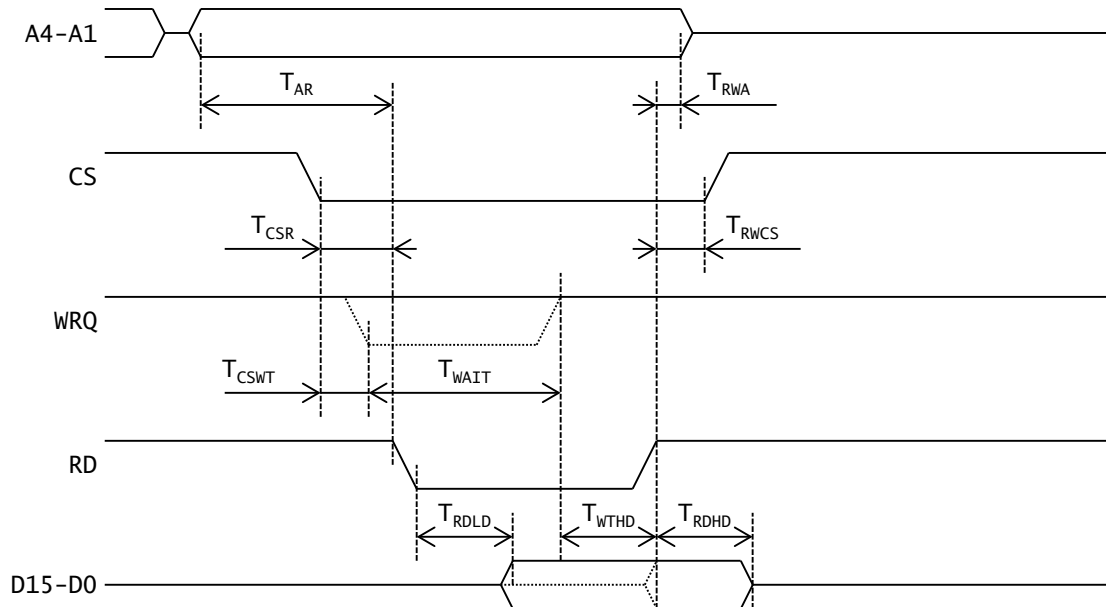 A4-A1
T_AR
T_RWA
CS
T_CSR
T_RWCS
WRQ
T_CSWT
T_WAIT
RD
T_RDLD
T_WTHD
T_RDHD
D15-D0